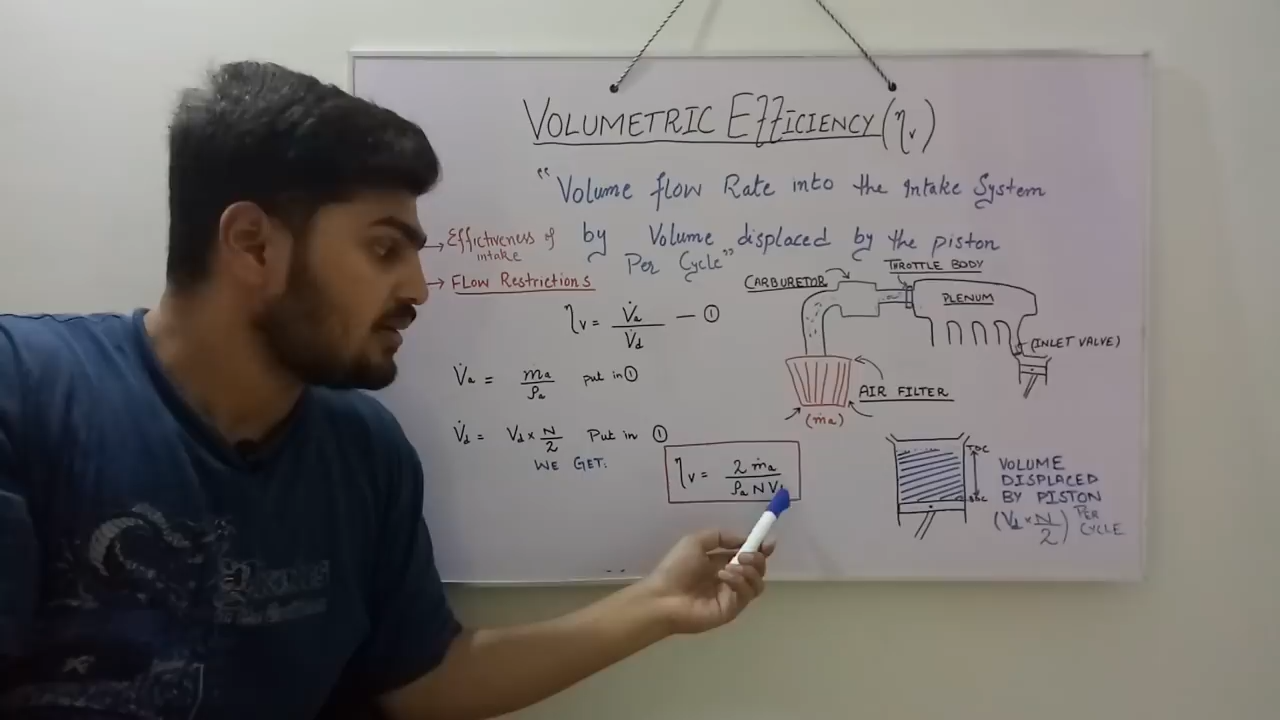 VOLUMETRIC EFFICIENCY (ηv)
"Volume flow Rate into the Intake System
by Volume displaced by the piston
Per Cycle"
→ Effictiveness of
intake
→ FLOW RESTRICTIONS
ηv = V̇a / V̇d — ①
V̇a = ṁa / ρa put in ①
V̇d = Vd × N/2 Put in ①
WE GET:
ηv = 2 ṁa / ρa N V
CARBURETOR
THROTTLE BODY
PLENUM
(INLET VALVE)
AIR FILTER
(ṁa)
TDC
BDC
VOLUME
DISPLACED
BY PISTON
(Vd × N/2) PER
CYCLE